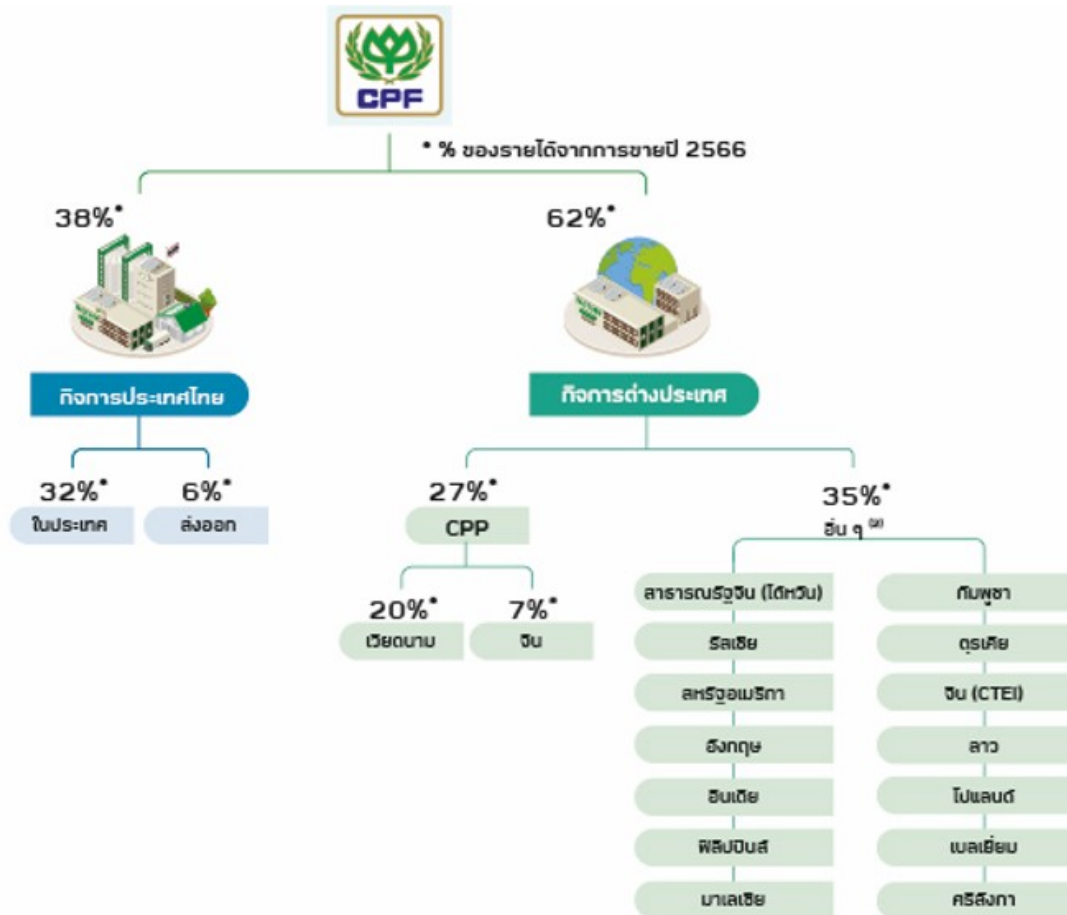 CPF
* % ของรายได้จากการขายปี 2566
38%*
62%*
กิจการประเทศไทย
กิจการต่างประเทศ
32%*
6%*
27%*
35%*
ในประเทศ
ส่งออก
CPP
อื่น ๆ
20%*
7%*
เวียดนาม
จีน
สาธารณรัฐจีน (ไต้หวัน)
กัมพูชา
รัสเซีย
ตุรเคีย
สหรัฐอเมริกา
จีน (CTEI)
อังกฤษ
ลาว
อินเดีย
โปแลนด์
ฟิลิปปินส์
เบลเยี่ยม
มาเลเซีย
ศรีลังกา